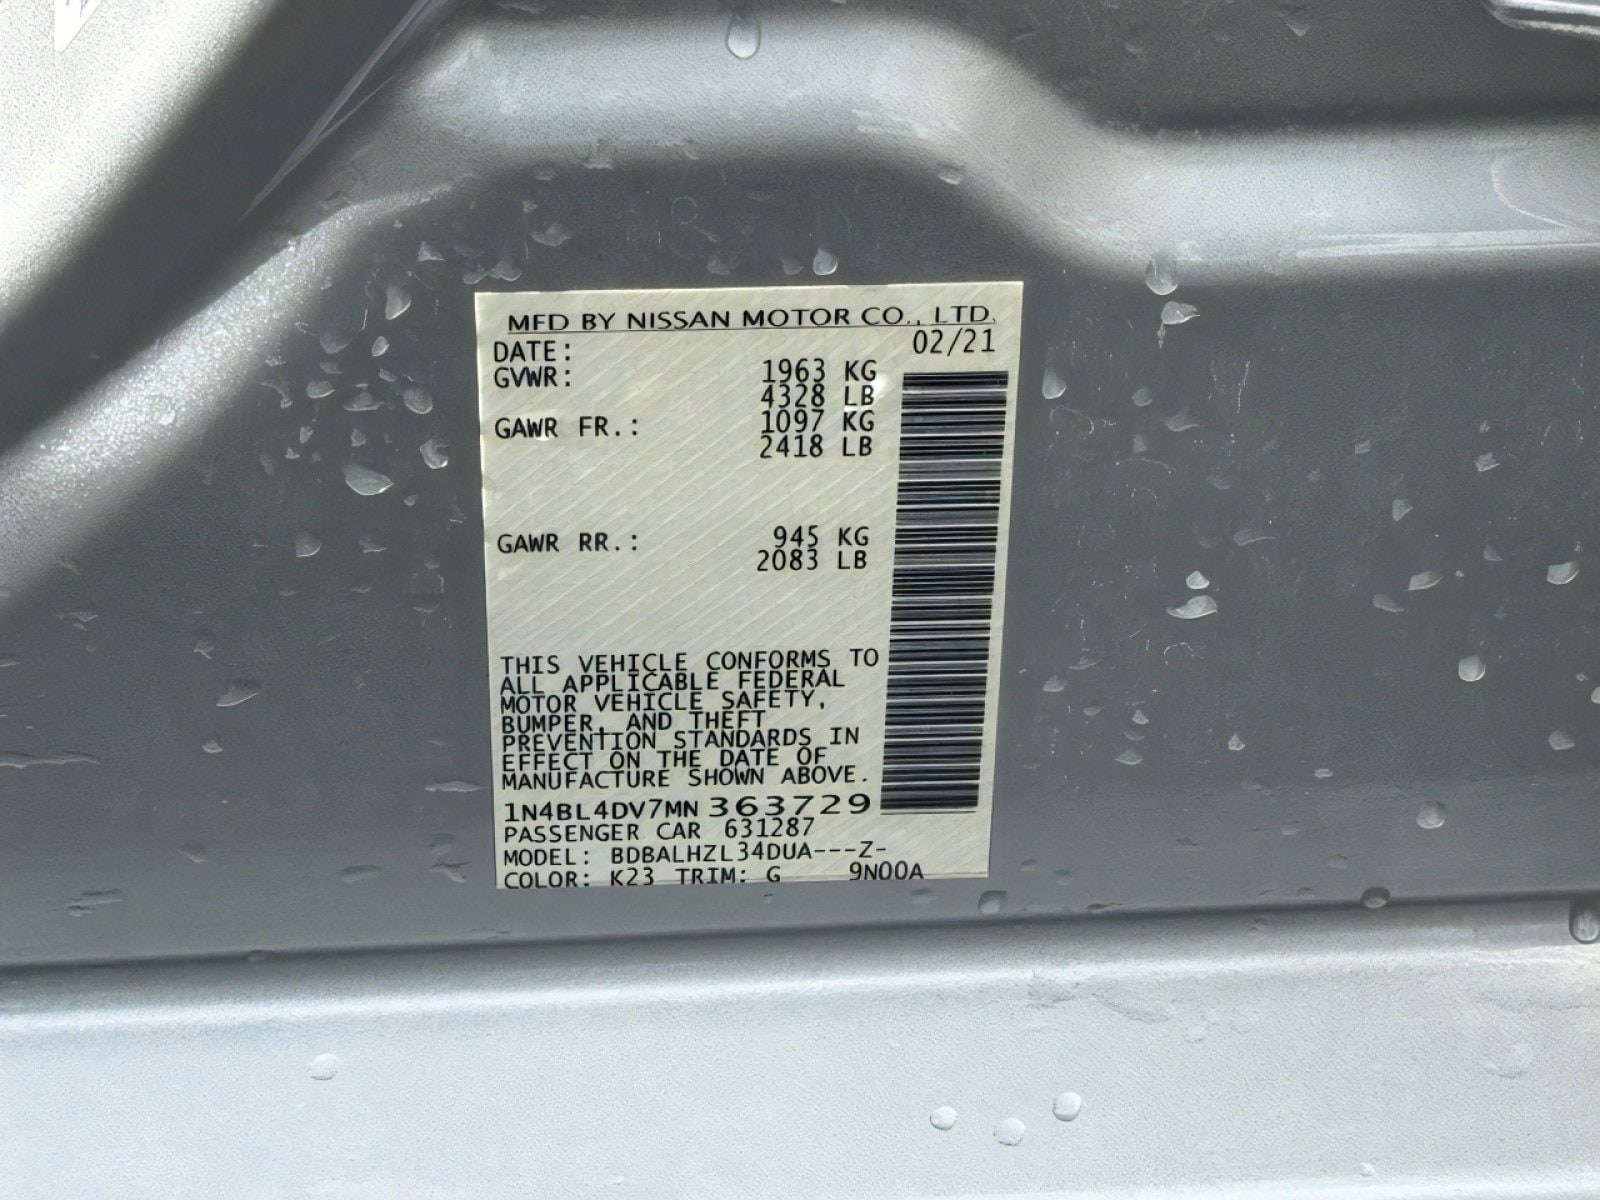 MFD BY NISSAN MOTOR CO., LTD.
DATE: 02/21
GVWR: 1963 KG
4328 LB
GAWR FR.: 1097 KG
2418 LB
GAWR RR.: 945 KG
2083 LB
THIS VEHICLE CONFORMS TO
ALL APPLICABLE FEDERAL
MOTOR VEHICLE SAFETY,
BUMPER, AND THEFT
PREVENTION STANDARDS IN
EFFECT ON THE DATE OF
MANUFACTURE SHOWN ABOVE.
1N4BL4DV7MN 363729
PASSENGER CAR 631287
MODEL: BDBALHZL34DUA---Z-
COLOR: K23 TRIM: G 9N00A